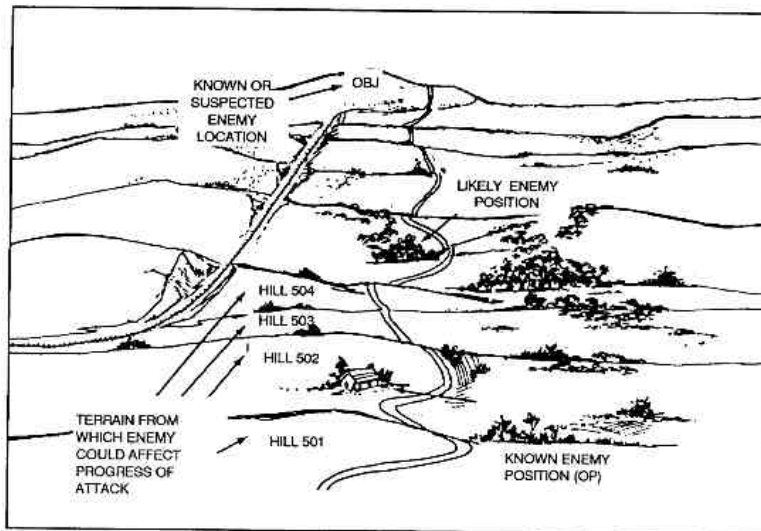 KNOWN OR
SUSPECTED
ENEMY
LOCATION
OBJ
LIKELY ENEMY
POSITION
HILL 504
HILL 503
HILL 502
TERRAIN FROM
WHICH ENEMY
COULD AFFECT
PROGRESS OF
ATTACK
HILL 501
KNOWN ENEMY
POSITION (OP)